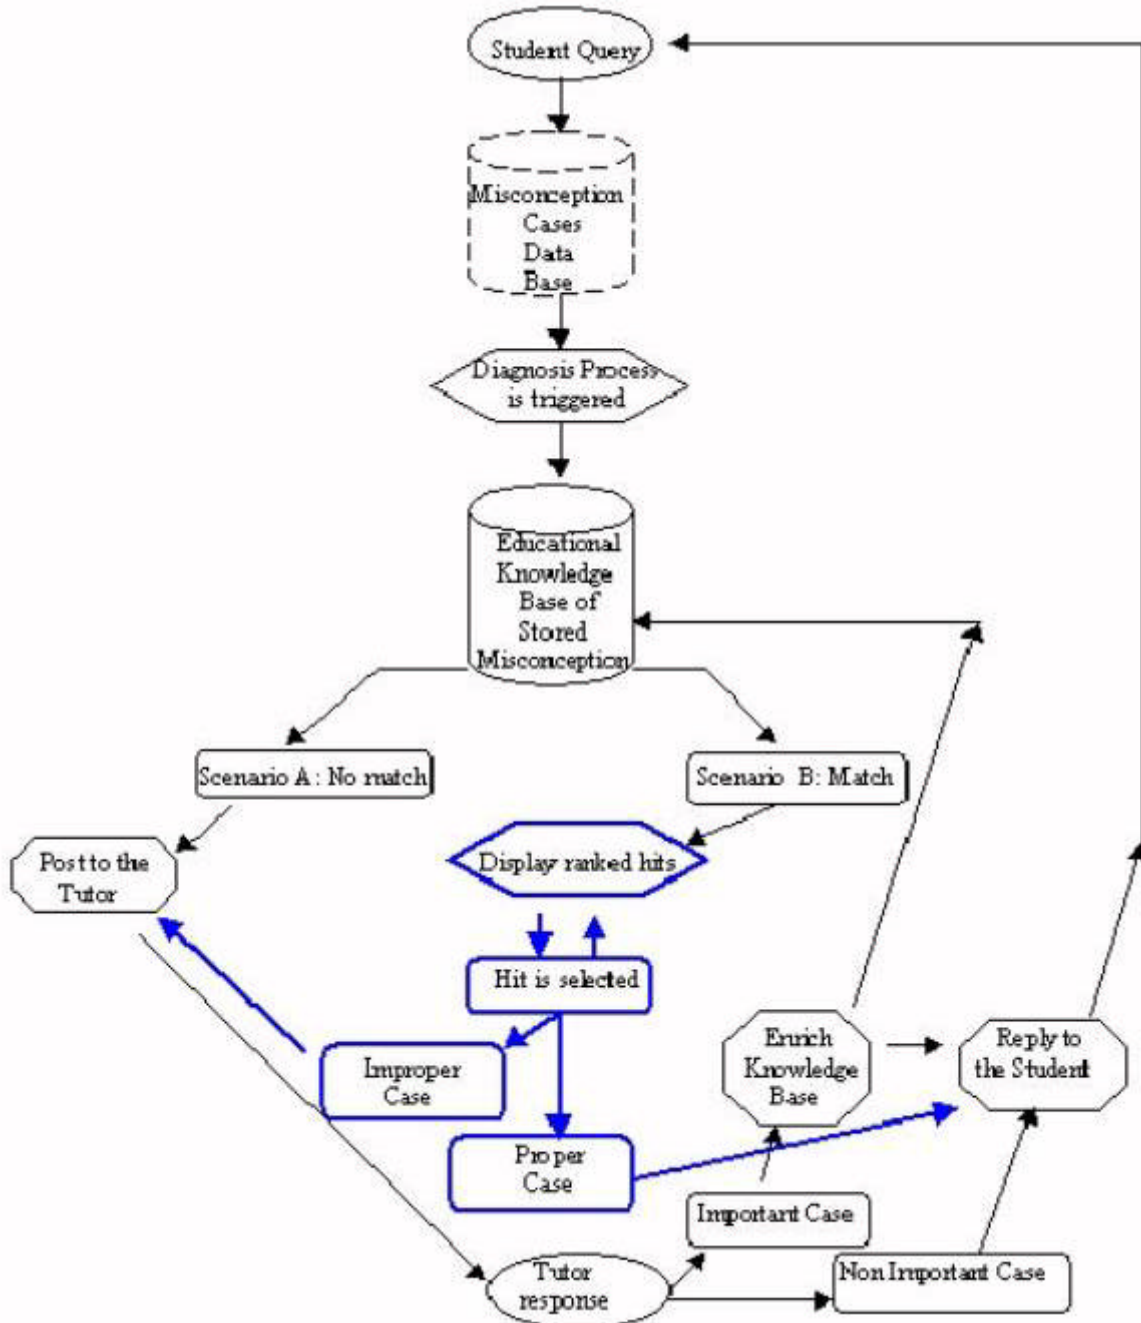 Student Query
Misconception
Cases
Data
Base
Diagnosis Process
is triggered
Educational
Knowledge
Base of
Stored
Misconception
Scenario A: No match
Scenario B: Match
Post to the
Tutor
Display ranked hits
Hit is selected
Improper
Case
Enrich
Knowledge
Base
Reply to
the Student
Proper
Case
Important Case
Tutor
response
Non Important Case